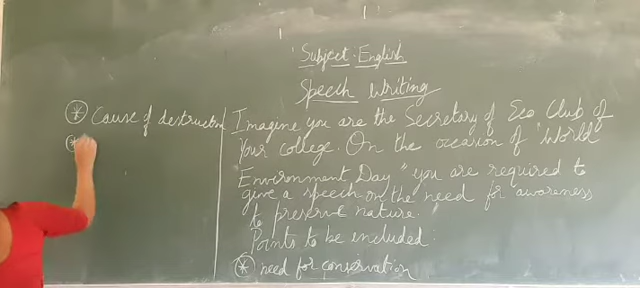 Subject: English
Speech Writing
Imagine you are the Secretary of Eco Club of
Your college. On the occasion of "World
Environment Day" you are required to
give a speech on the need for awareness
to preserve nature.
Points to be included:
* need for conservation
* Cause of destruction
*